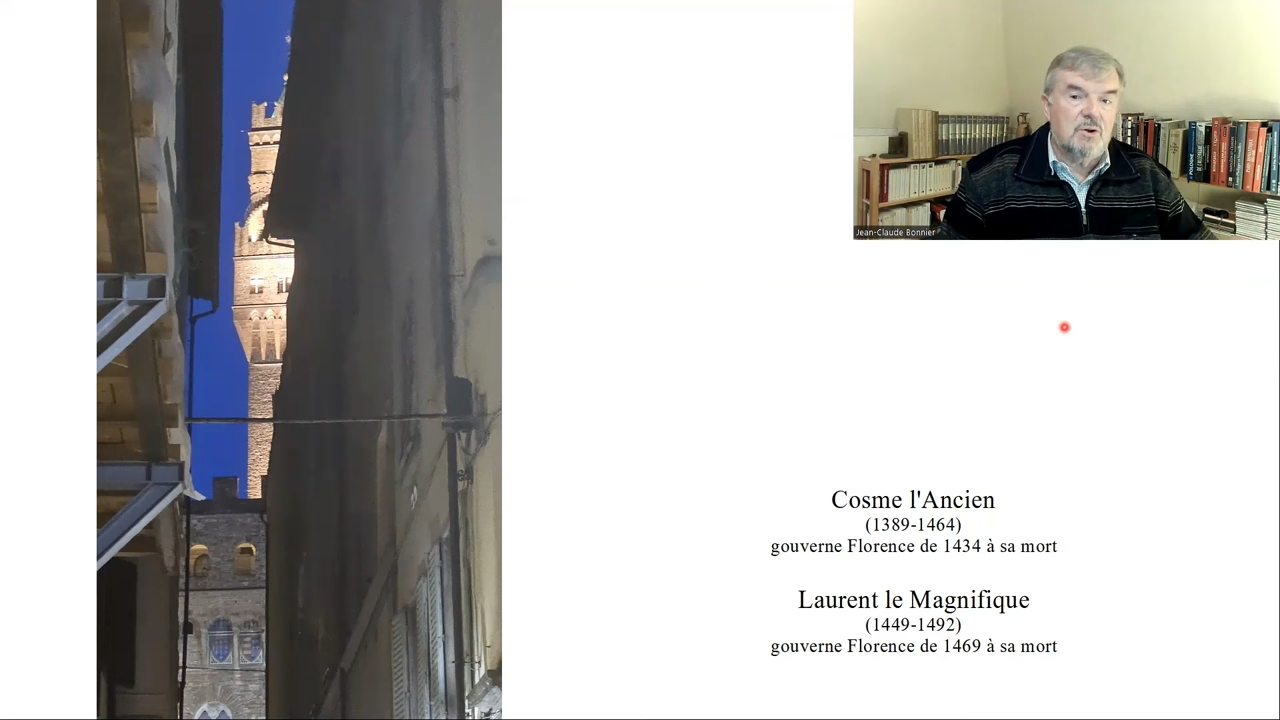 Jean-Claude Bonnier
Cosme l'Ancien
(1389-1464)
gouverne Florence de 1434 à sa mort
Laurent le Magnifique
(1449-1492)
gouverne Florence de 1469 à sa mort